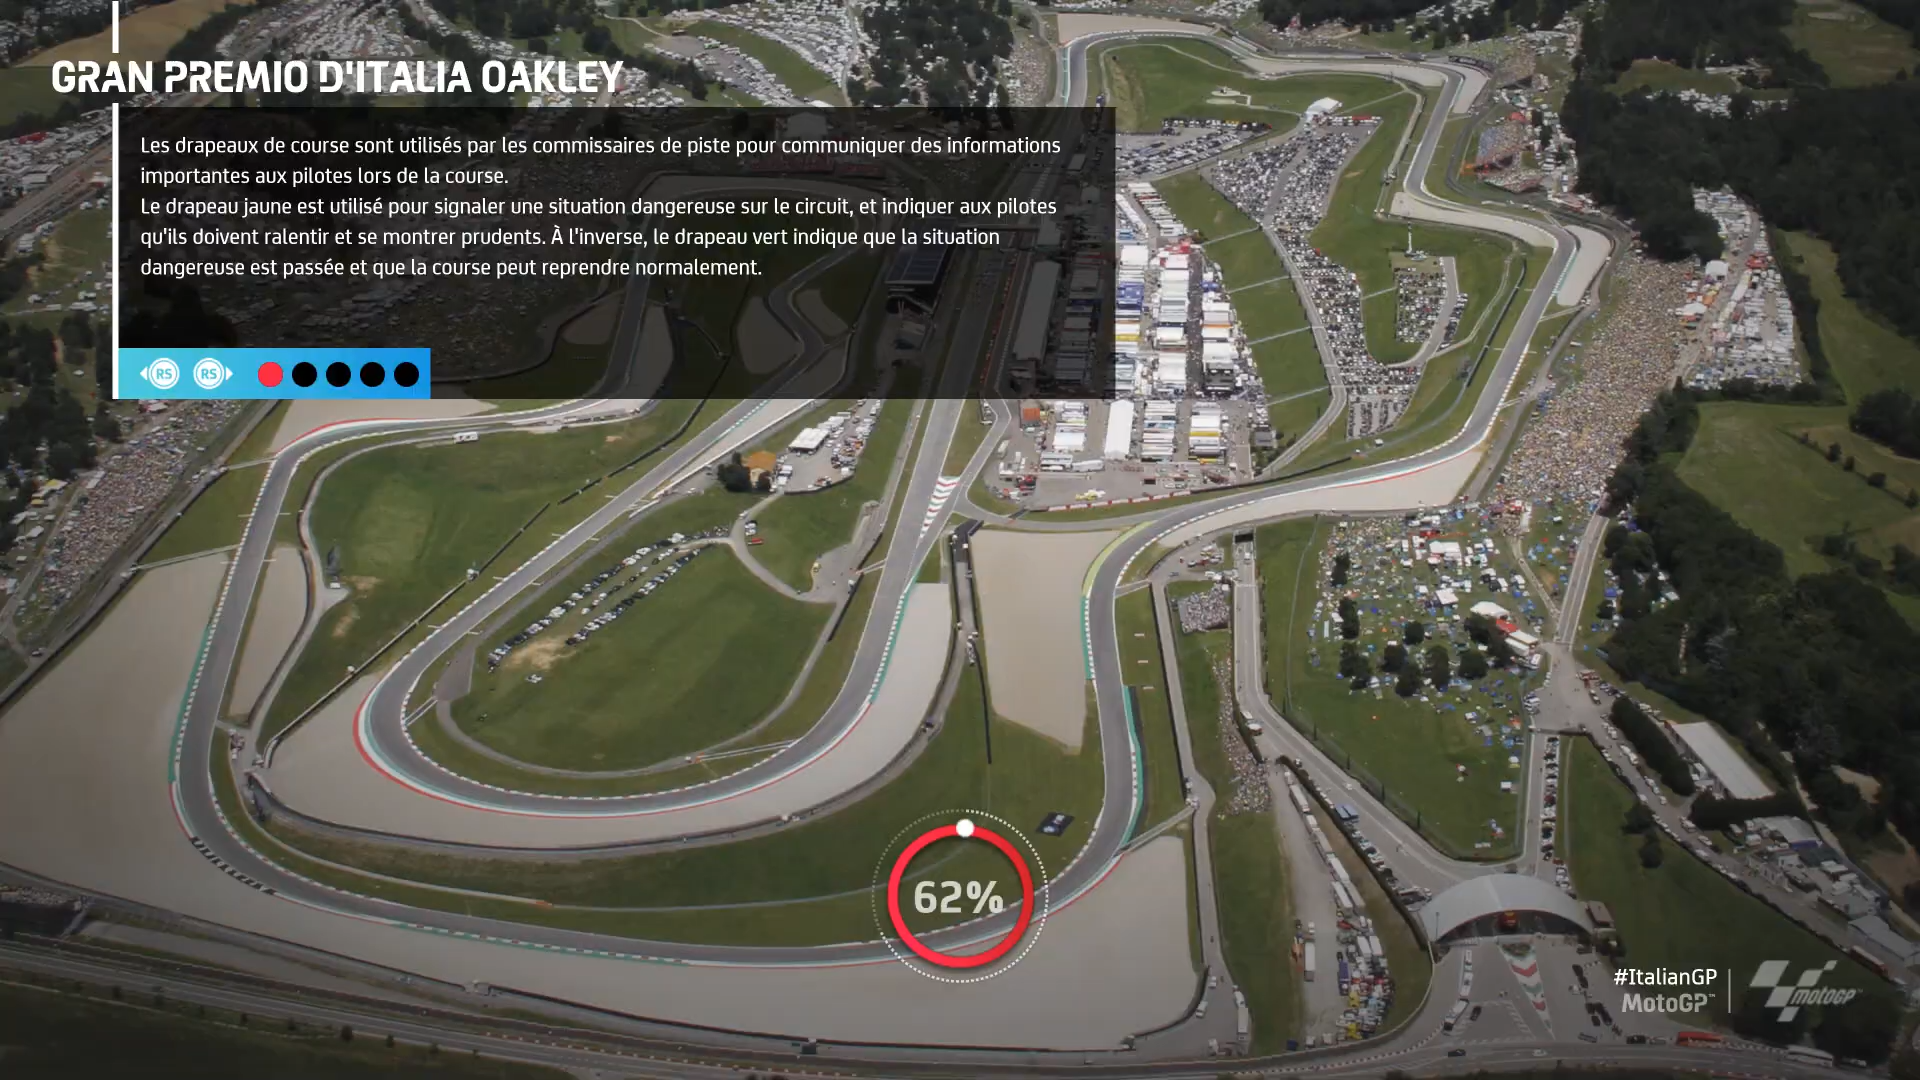 GRAN PREMIO D'ITALIA OAKLEY
Les drapeaux de course sont utilisés par les commissaires de piste pour communiquer des informations
importantes aux pilotes lors de la course.
Le drapeau jaune est utilisé pour signaler une situation dangereuse sur le circuit, et indiquer aux pilotes
qu'ils doivent ralentir et se montrer prudents. À l'inverse, le drapeau vert indique que la situation
dangereuse est passée et que la course peut reprendre normalement.
RS RS
62%
#ItalianGP
MotoGP™
MotoGP™